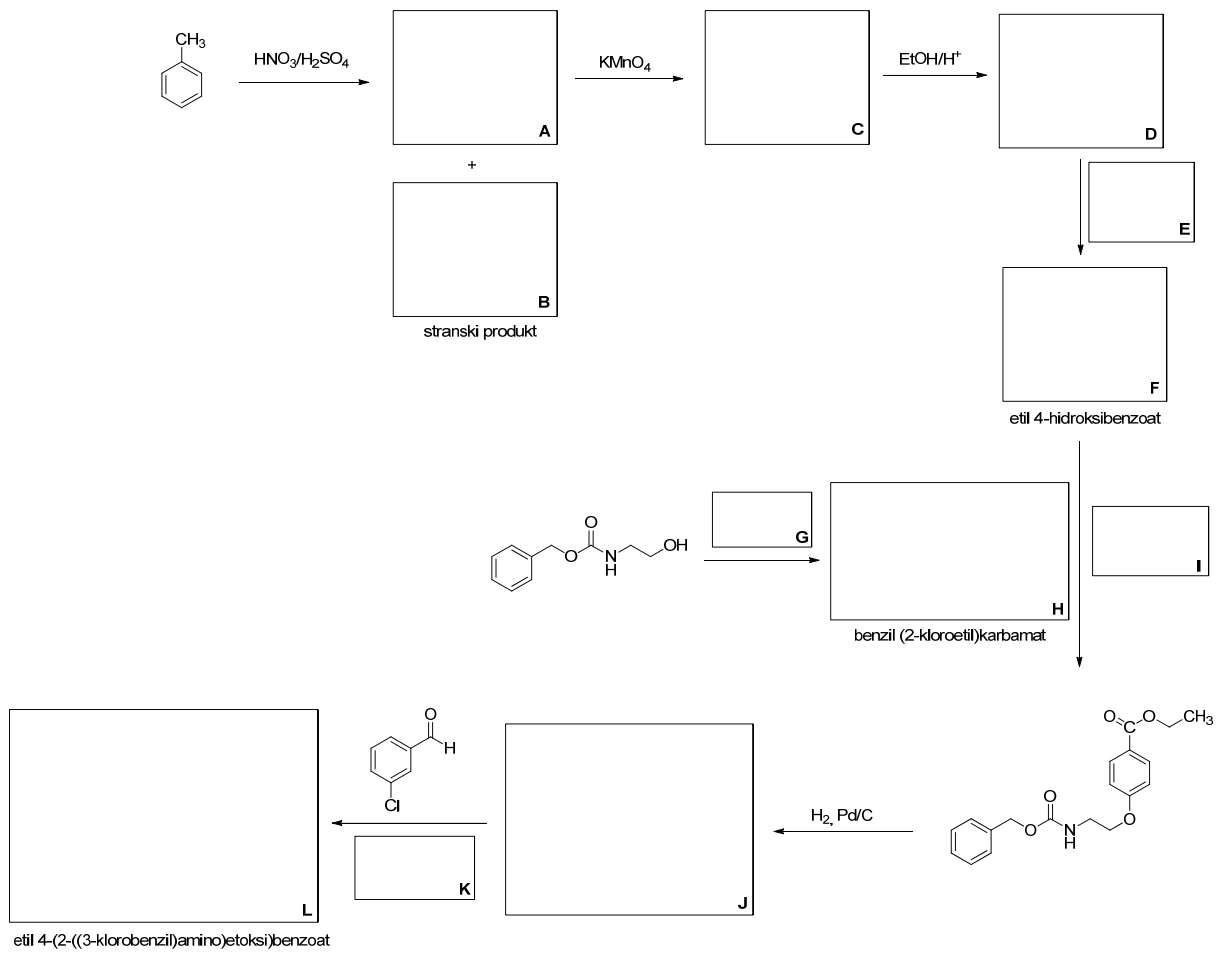 CH3
HNO3/H2SO4
A
KMnO4
C
EtOH/H+
D
+
B
stranski produkt
E
F
etil 4-hidroksibenzoat
O
O
N
H
OH
G
H
benzil (2-kloroetil)karbamat
I
O
C
O
CH3
O
O
N
H
O
H2, Pd/C
J
O
H
Cl
K
L
etil 4-(2-((3-klorobenzil)amino)etoksi)benzoat